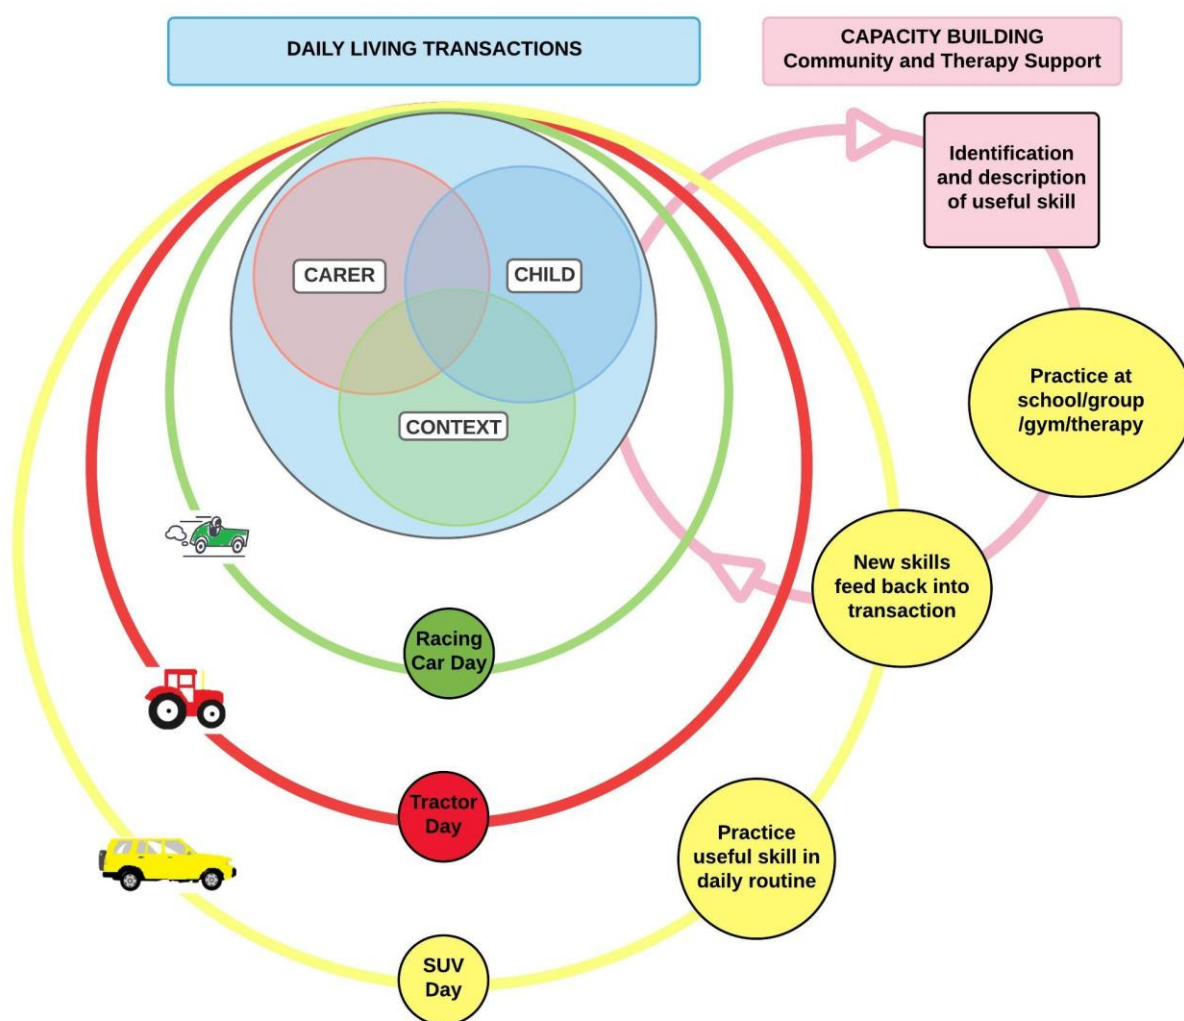 DAILY LIVING TRANSACTIONS
CAPACITY BUILDING
Community and Therapy Support
Identification
and description
of useful skill
CARER
CHILD
CONTEXT
Practice at
school/group
/gym/therapy
New skills
feed back into
transaction
Racing
Car Day
Tractor
Day
Practice
useful skill in
daily routine
SUV
Day